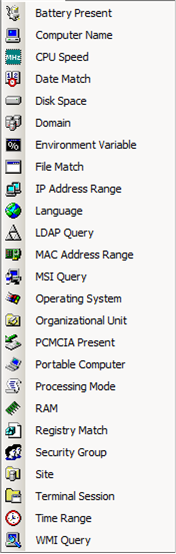 Battery Present
Computer Name
MHz CPU Speed
Date Match
Disk Space
Domain
% Environment Variable
File Match
IP Address Range
Language
LDAP Query
MAC Address Range
MSI Query
Operating System
Organizational Unit
PCMCIA Present
Portable Computer
Processing Mode
RAM
Registry Match
Security Group
Site
Terminal Session
Time Range
WMI Query